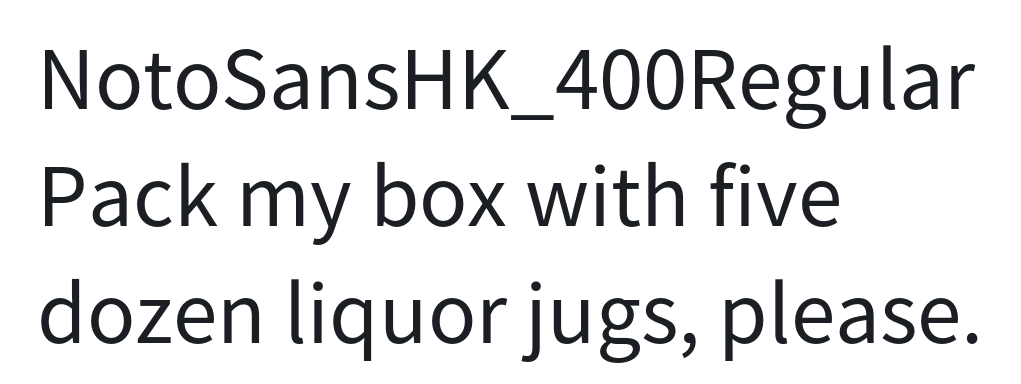 NotoSansHK_400Regular
Pack my box with five
dozen liquor jugs, please.